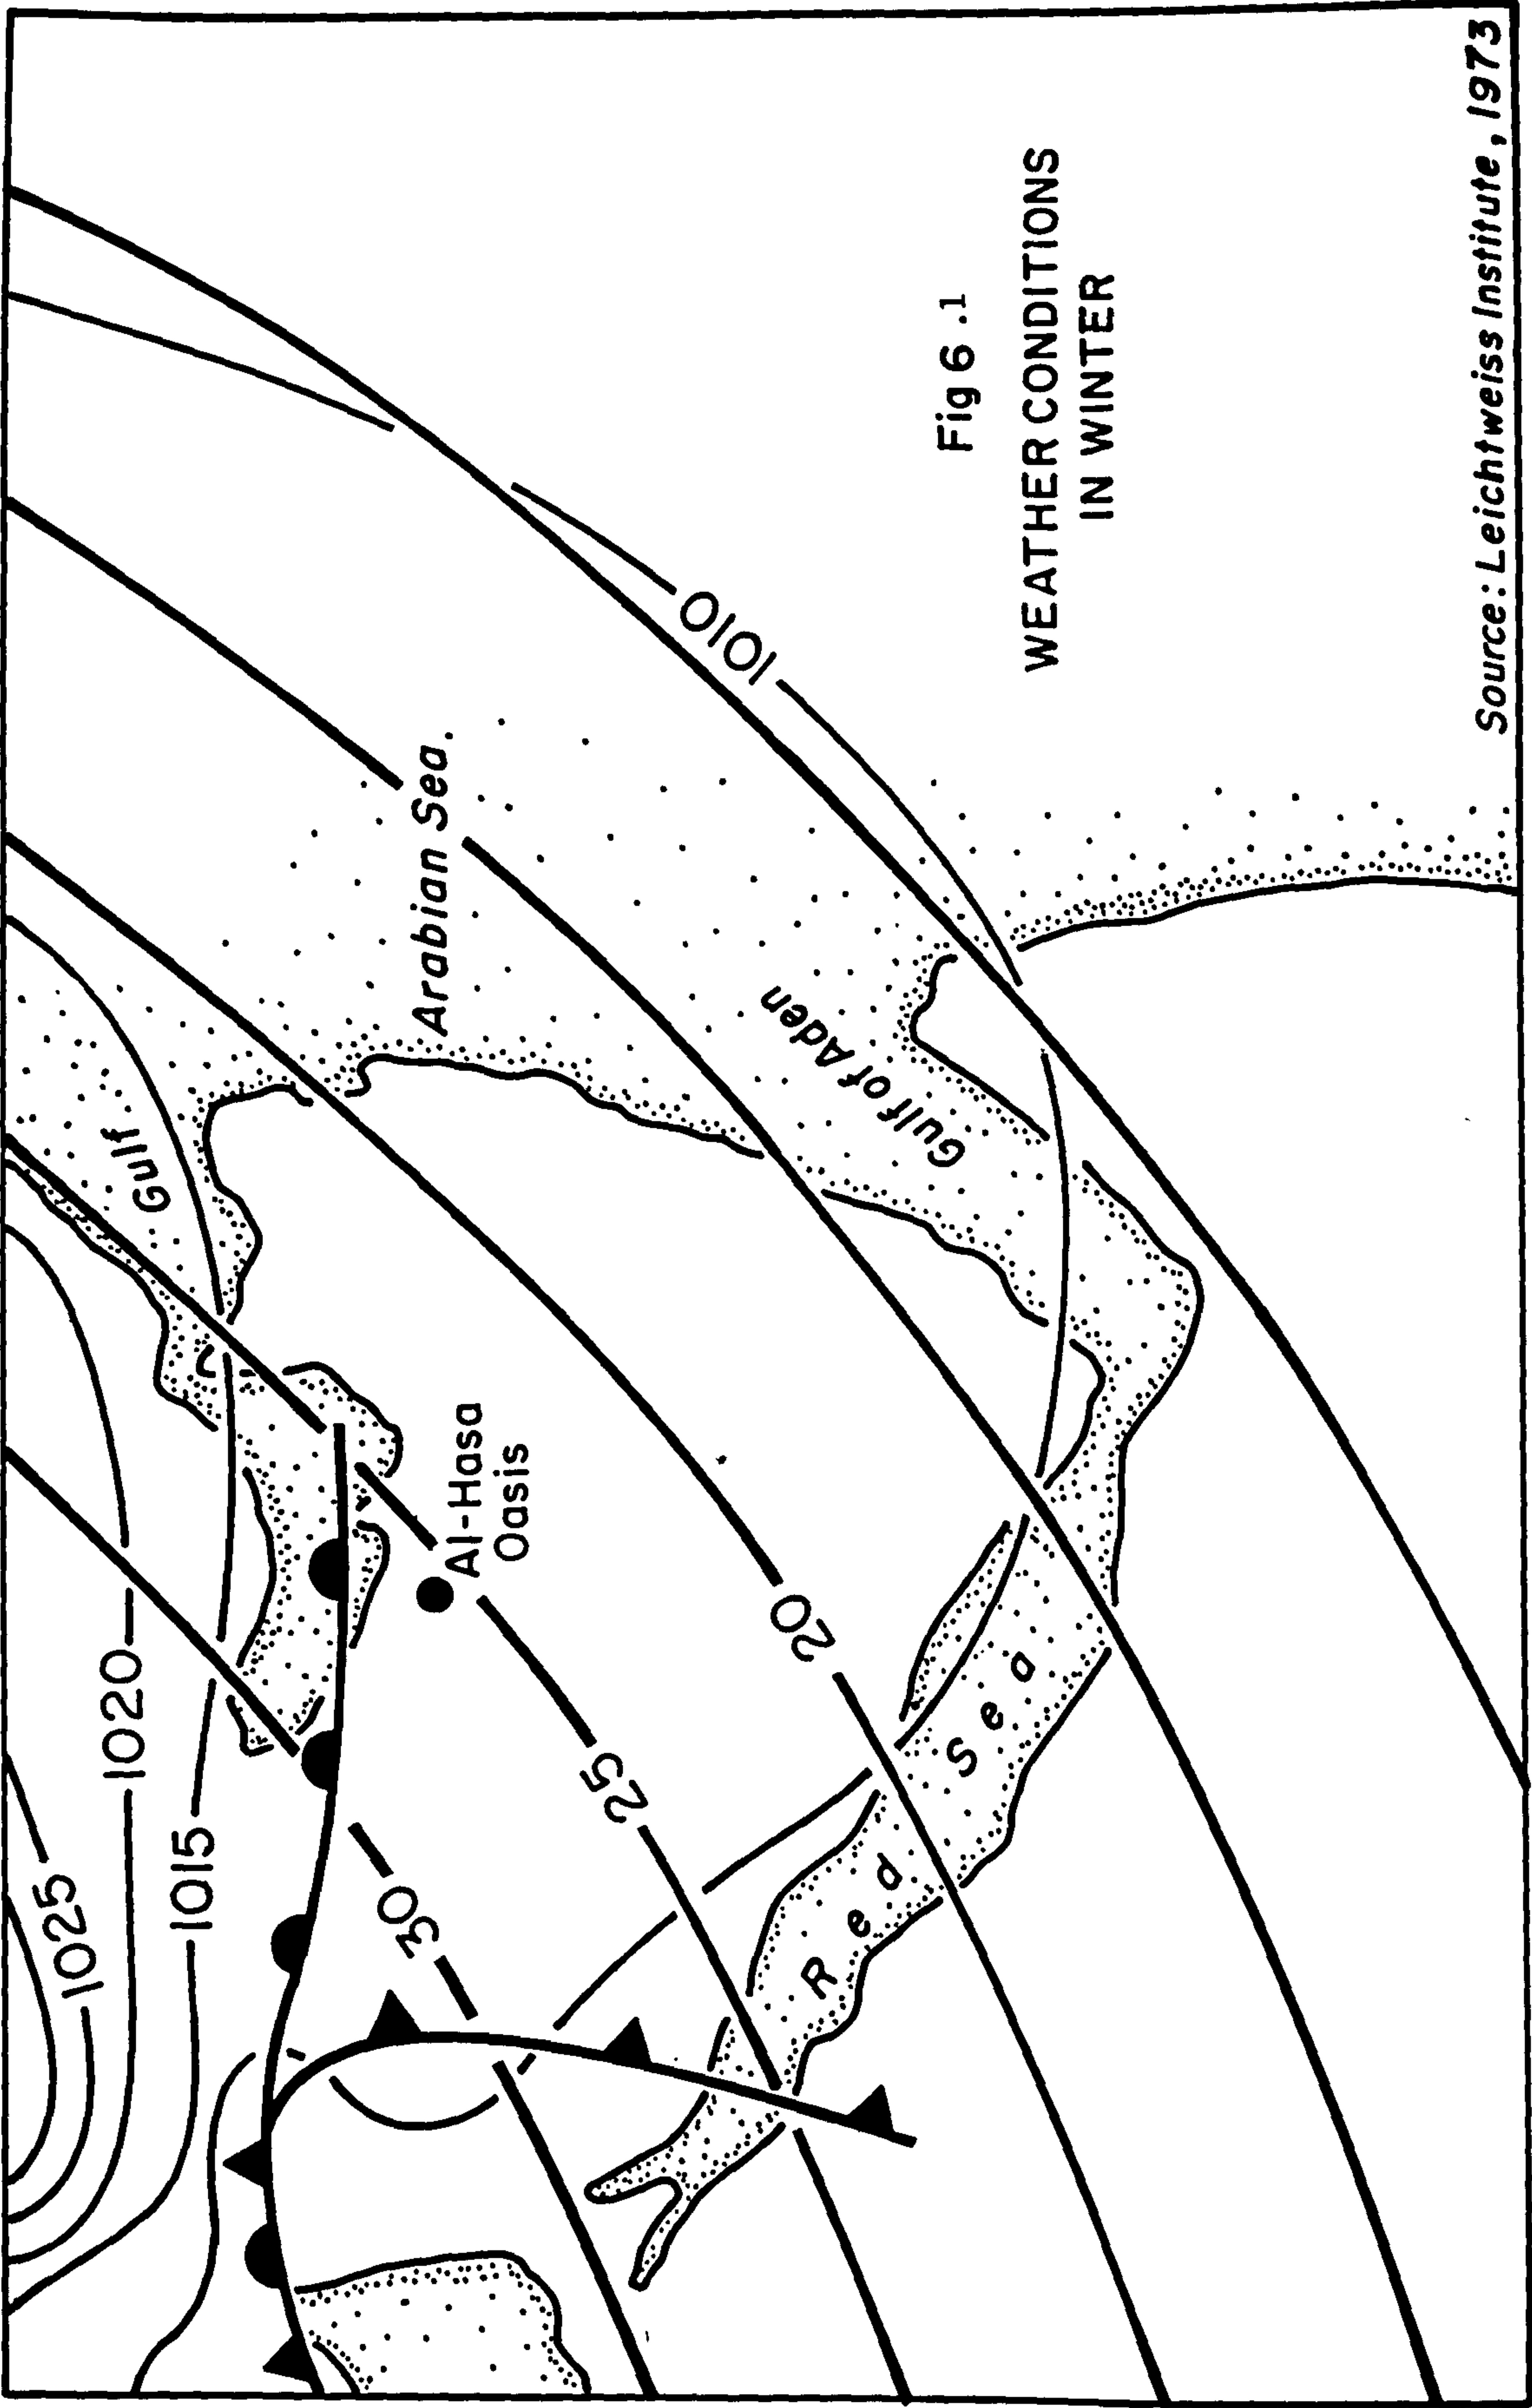 1025
1020
1015
30
25
20
1010
Gulf
Al-Hasa
Oasis
Arabian Sea
Gulf of Aden
Red Sea
Fig 6.1
WEATHER CONDITIONS
IN WINTER
Source: Leichtweiss Institute, 1973